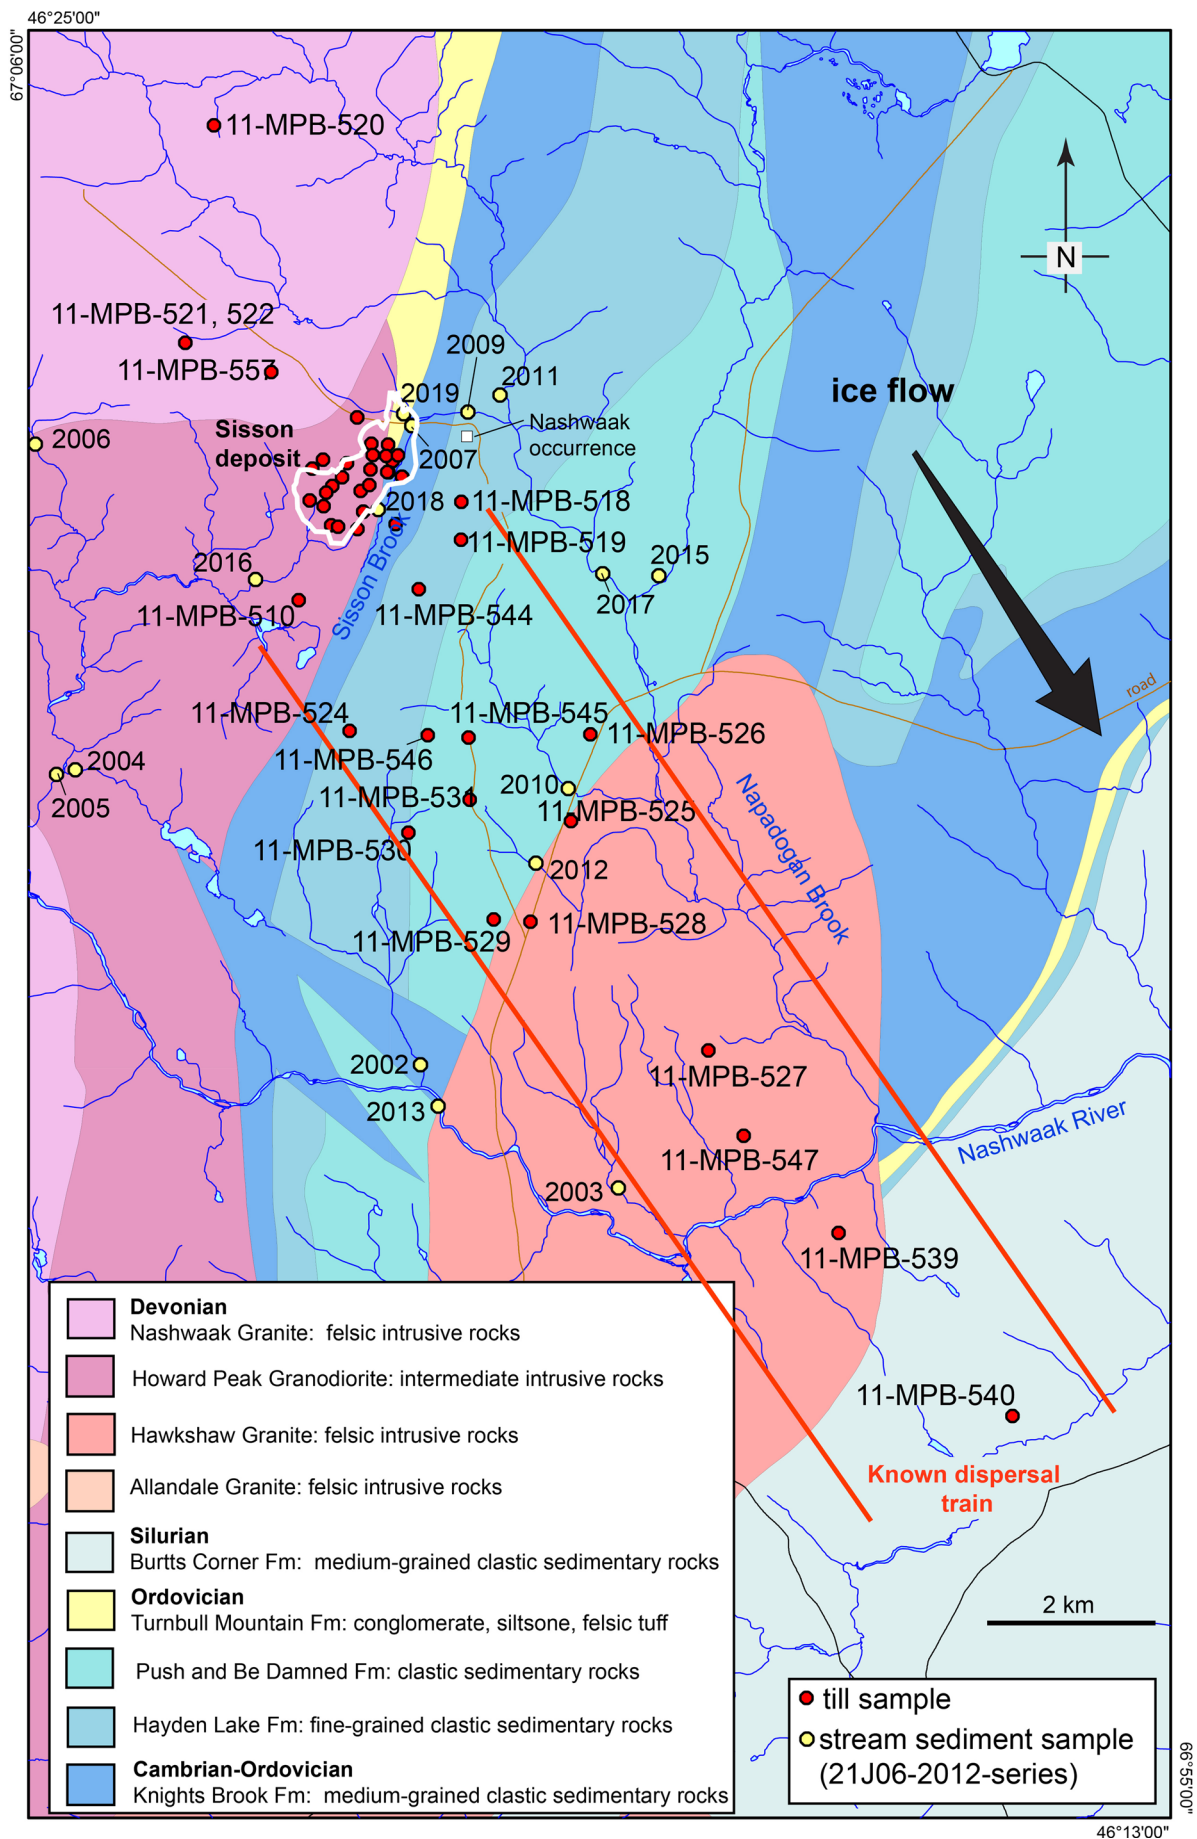 46°25'00"
67°06'00"
11-MPB-520
N
11-MPB-521, 522
11-MPB-557
2009
2011
2019
ice flow
Nashwaak
occurrence
2006
Sisson
deposit
2007
2018
11-MPB-518
11-MPB-519
2016
2015
2017
Sisson Brook
11-MPB-510
11-MPB-544
road
11-MPB-524
11-MPB-545
11-MPB-526
11-MPB-546
2004
2005
2010
11-MPB-531
11-MPB-525
Napadogan Brook
11-MPB-530
2012
11-MPB-528
11-MPB-529
2002
11-MPB-527
2013
Nashwaak River
11-MPB-547
2003
11-MPB-539
11-MPB-540
Known dispersal
train
Devonian
Nashwaak Granite: felsic intrusive rocks
Howard Peak Granodiorite: intermediate intrusive rocks
Hawkshaw Granite: felsic intrusive rocks
Allandale Granite: felsic intrusive rocks
Silurian
Burtts Corner Fm: medium-grained clastic sedimentary rocks
Ordovician
Turnbull Mountain Fm: conglomerate, siltsone, felsic tuff
Push and Be Damned Fm: clastic sedimentary rocks
Hayden Lake Fm: fine-grained clastic sedimentary rocks
Cambrian-Ordovician
Knights Brook Fm: medium-grained clastic sedimentary rocks
2 km
till sample
stream sediment sample
(21J06-2012-series)
66°55'00"
46°13'00"